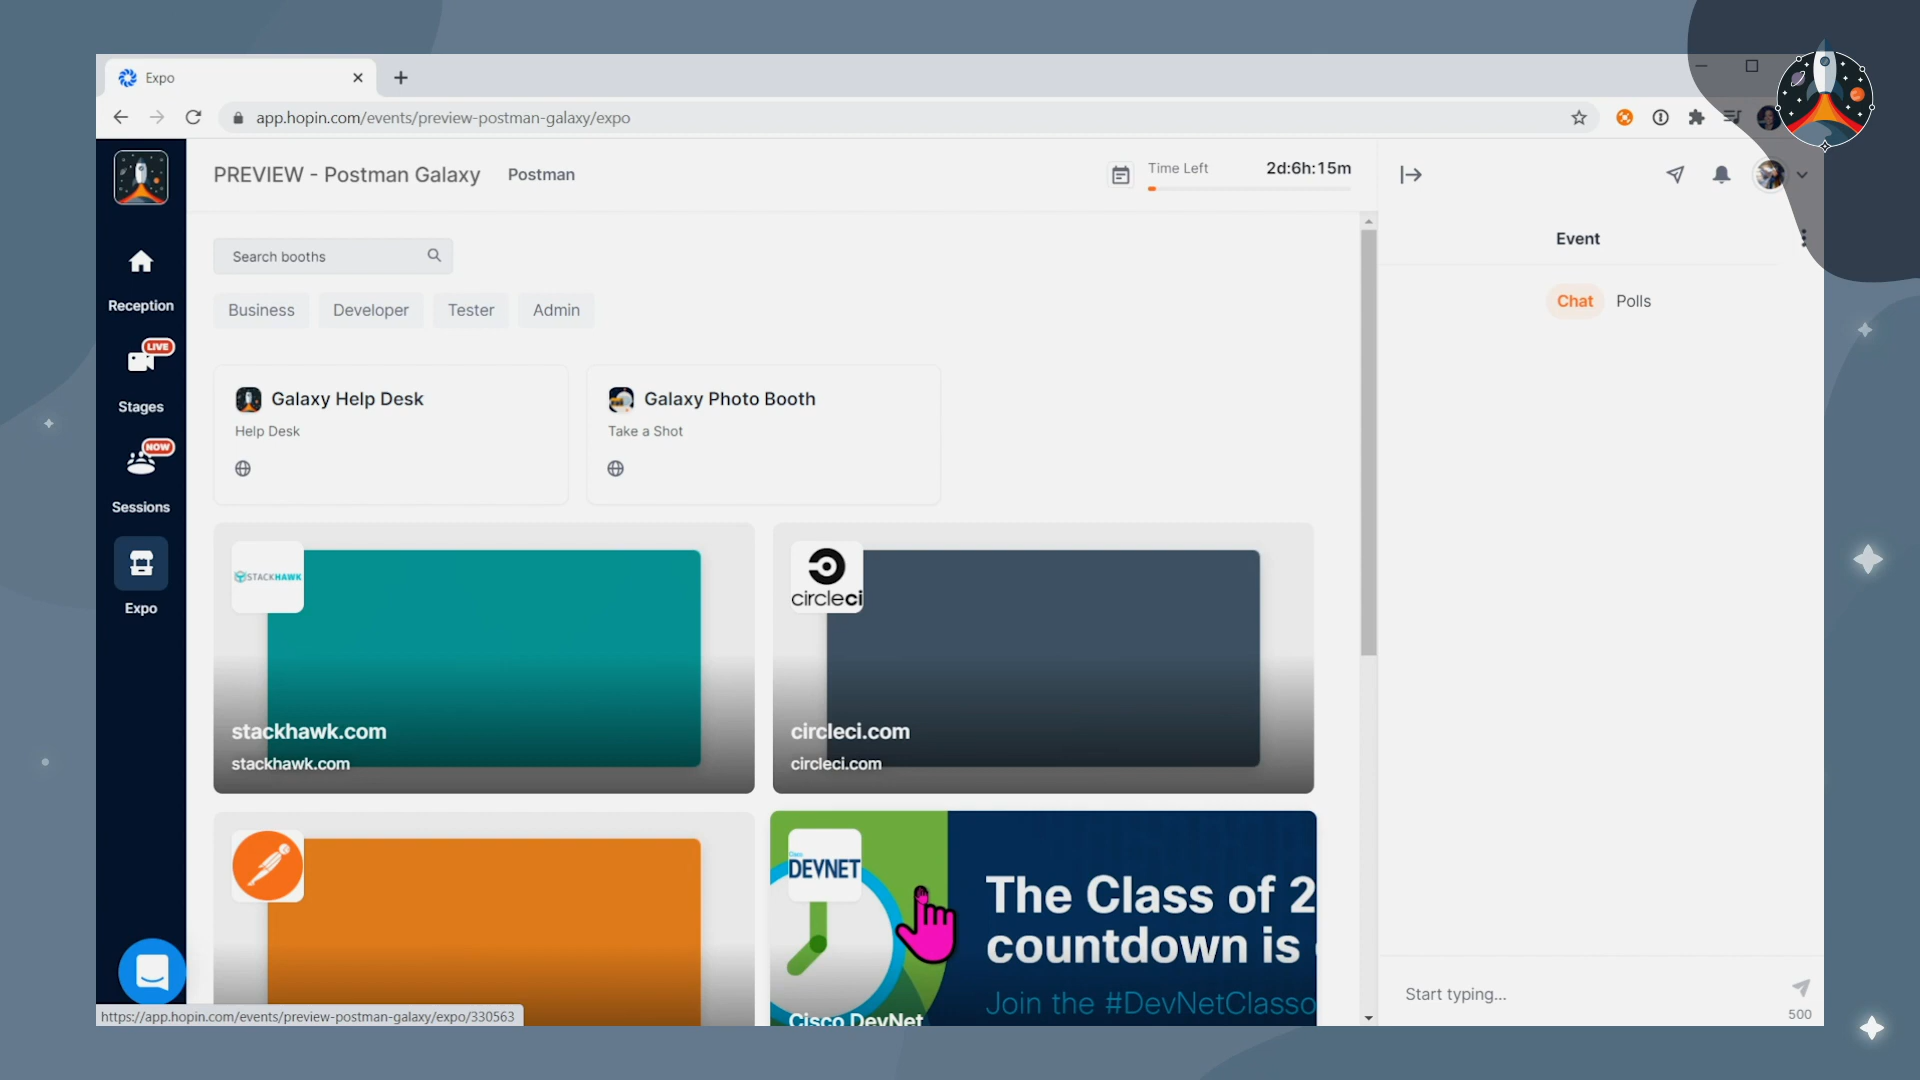 Expo
app.hopin.com/events/preview-postman-galaxy/expo
PREVIEW - Postman Galaxy
Postman
Time Left
2d:6h:15m
Reception
LIVE
Stages
NOW
Sessions
Expo
Search booths
Business
Developer
Tester
Admin
Galaxy Help Desk
Help Desk
Galaxy Photo Booth
Take a Shot
STACKHAWK
stackhawk.com
stackhawk.com
circleci
circleci.com
circleci.com
Cisco
DEVNET
The Class of 2
countdown is
Join the #DevNetClasso
Cisco DevNet
Event
Chat
Polls
Start typing...
500
https://app.hopin.com/events/preview-postman-galaxy/expo/330563